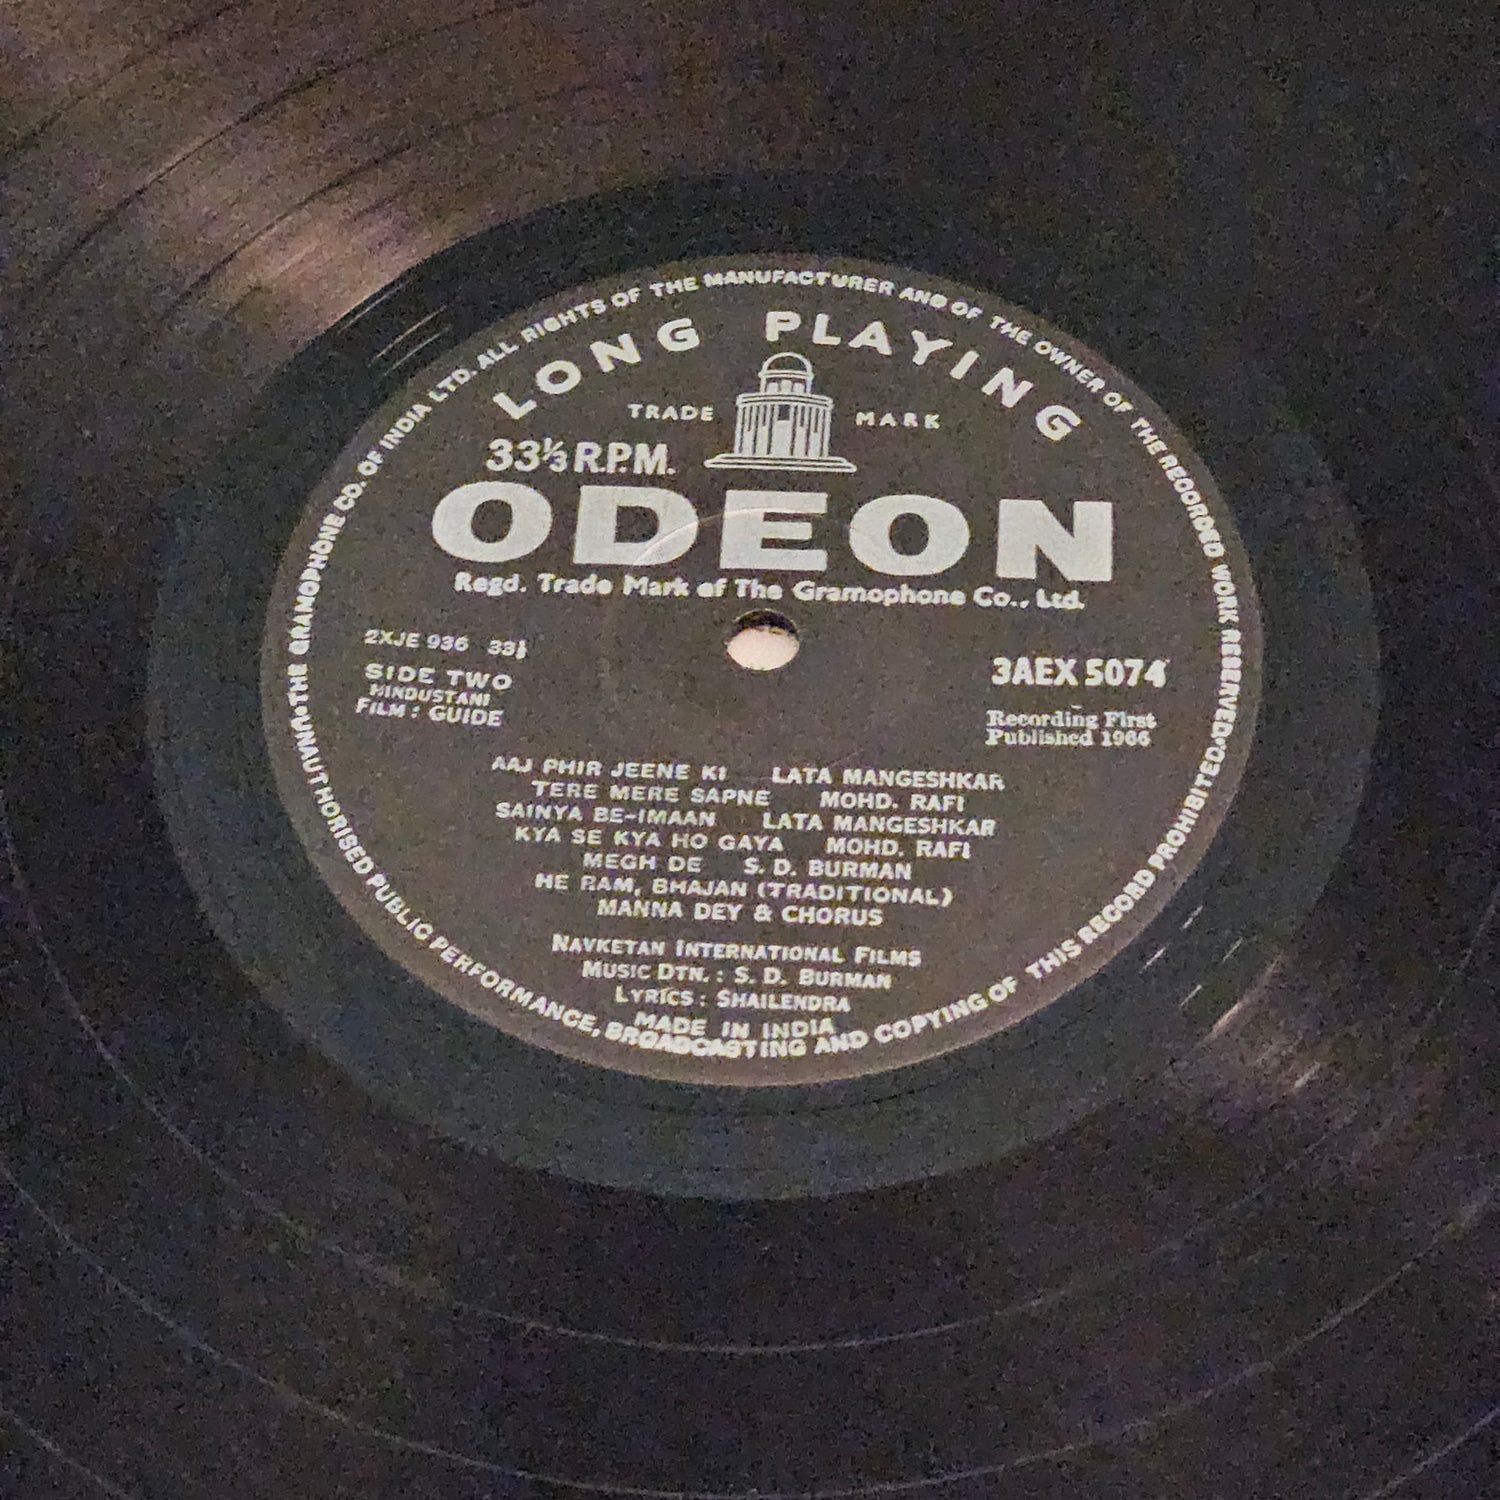 THE GRAMOPHONE CO. OF INDIA LTD. ALL RIGHTS OF THE MANUFACTURER AND OF THE OWNER OF THE RECORDED WORK RESERVED. UNAUTHORISED PUBLIC PERFORMANCE, BROADCASTING AND COPYING OF THIS RECORD PROHIBITED
LONG PLAYING
TRADE MARK
33⅓ R.P.M.
ODEON
Regd. Trade Mark of The Gramophone Co., Ltd.
2XJE 936 33⅓
SIDE TWO
HINDUSTANI
FILM : GUIDE
3AEX 5074
Recording First
Published 1966
AAJ PHIR JEENE KI LATA MANGESHKAR
TERE MERE SAPNE MOHD. RAFI
SAINYA BE-IMAAN LATA MANGESHKAR
KYA SE KYA HO GAYA MOHD. RAFI
MEGH DE S. D. BURMAN
HE RAM, BHAJAN (TRADITIONAL)
MANNA DEY & CHORUS
NAVKETAN INTERNATIONAL FILMS
MUSIC DTN. : S. D. BURMAN
LYRICS : SHAILENDRA
MADE IN INDIA